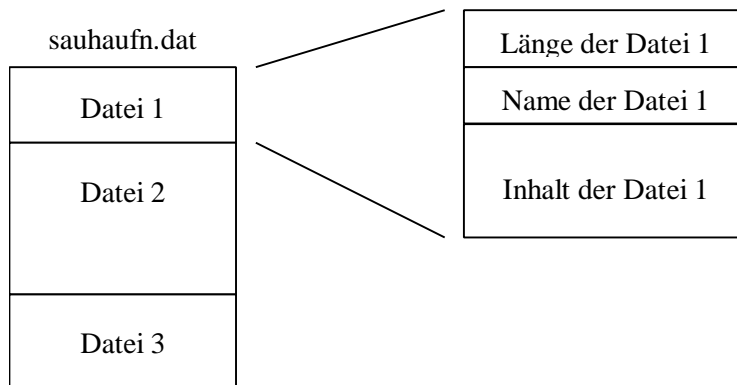 sauhaufn.dat
Datei 1
Datei 2
Datei 3
Länge der Datei 1
Name der Datei 1
Inhalt der Datei 1